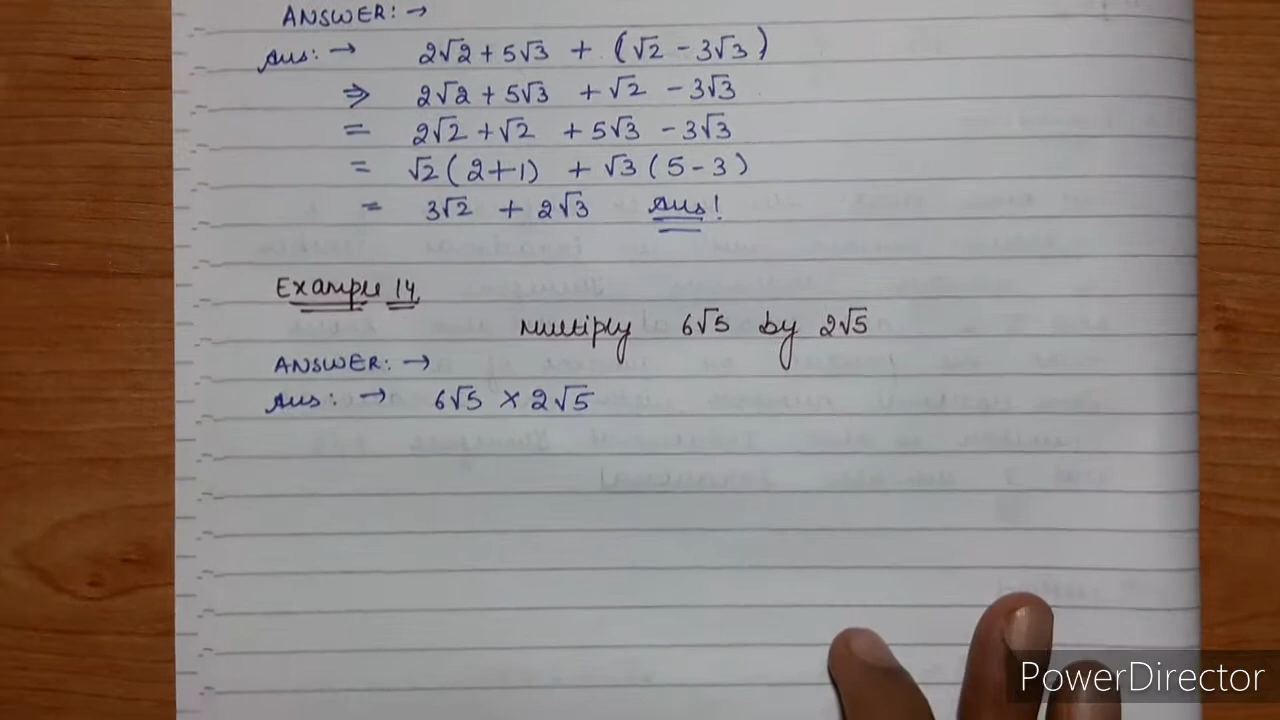 ANSWER: →
Ans: → 2√2 + 5√3 + (√2 - 3√3)
⇒ 2√2 + 5√3 + √2 - 3√3
= 2√2 + √2 + 5√3 - 3√3
= √2 (2+1) + √3 (5-3)
= 3√2 + 2√3 Ans!
Example 14
Multiply 6√5 by 2√5
ANSWER: →
Ans: → 6√5 × 2√5
PowerDirector